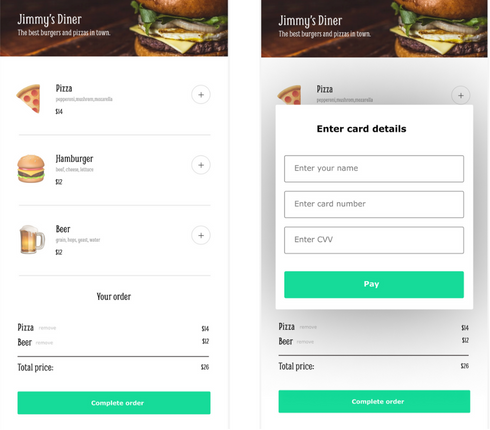 Jimmy's Diner
The best burgers and pizzas in town.
Pizza
pepperoni,mushrom,mozarella
$14
Hamburger
beef, cheese, lettuce
$12
Beer
grain, hops, yeast, water
$12
Your order
Pizza remove $14
Beer remove $12
Total price: $26
Complete order
Jimmy's Diner
The best burgers and pizzas in town.
Pizza
pepperoni,mushrom,mozarella
Enter card details
Enter your name
Enter card number
Enter CVV
Pay
Pizza remove $14
Beer remove $12
Total price: $26
Complete order